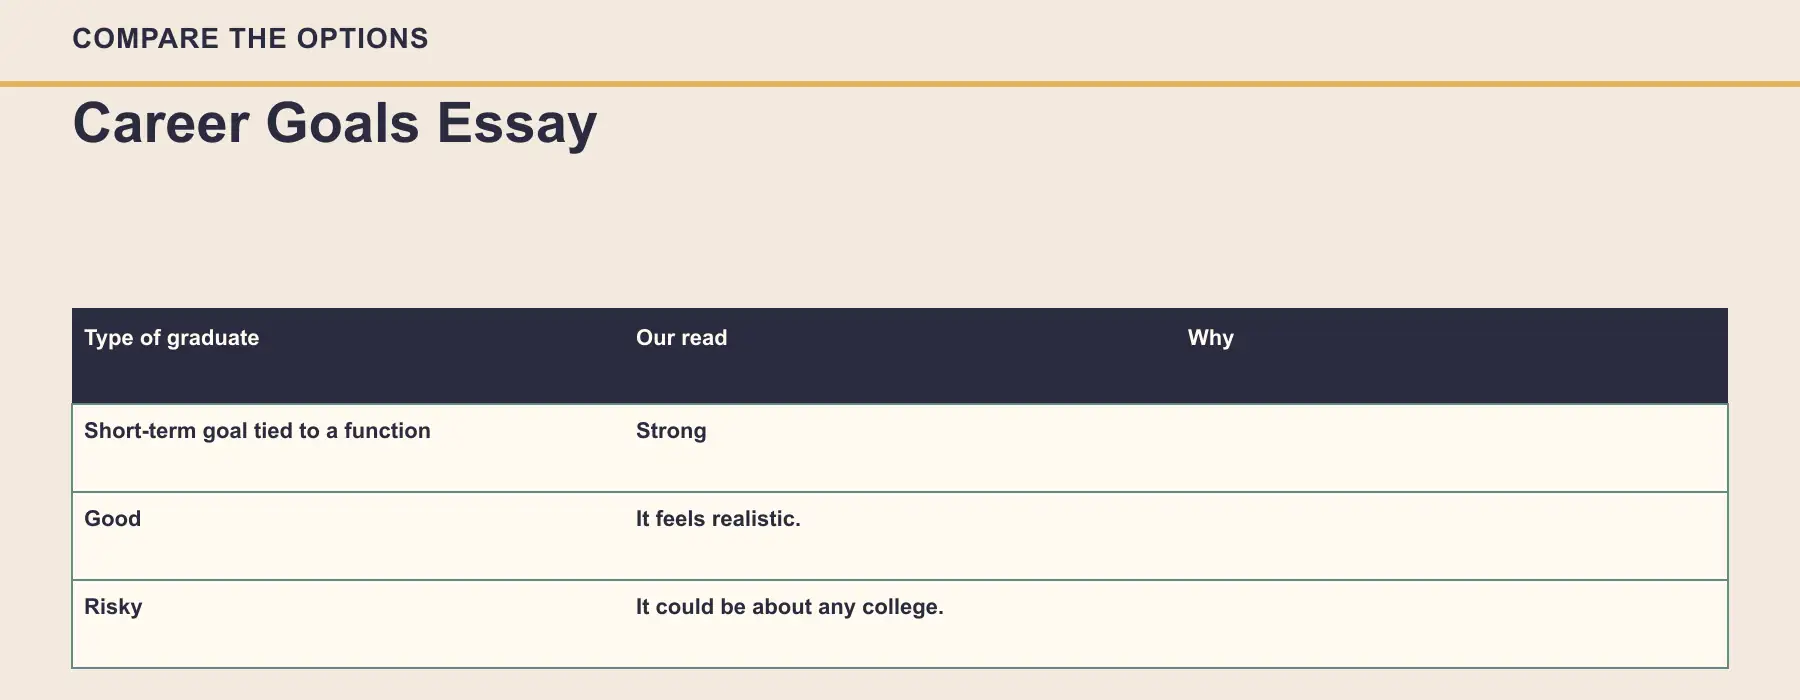 COMPARE THE OPTIONS
Career Goals Essay
Type of graduate Our read Why
Short-term goal tied to a function Strong
Good It feels realistic.
Risky It could be about any college.